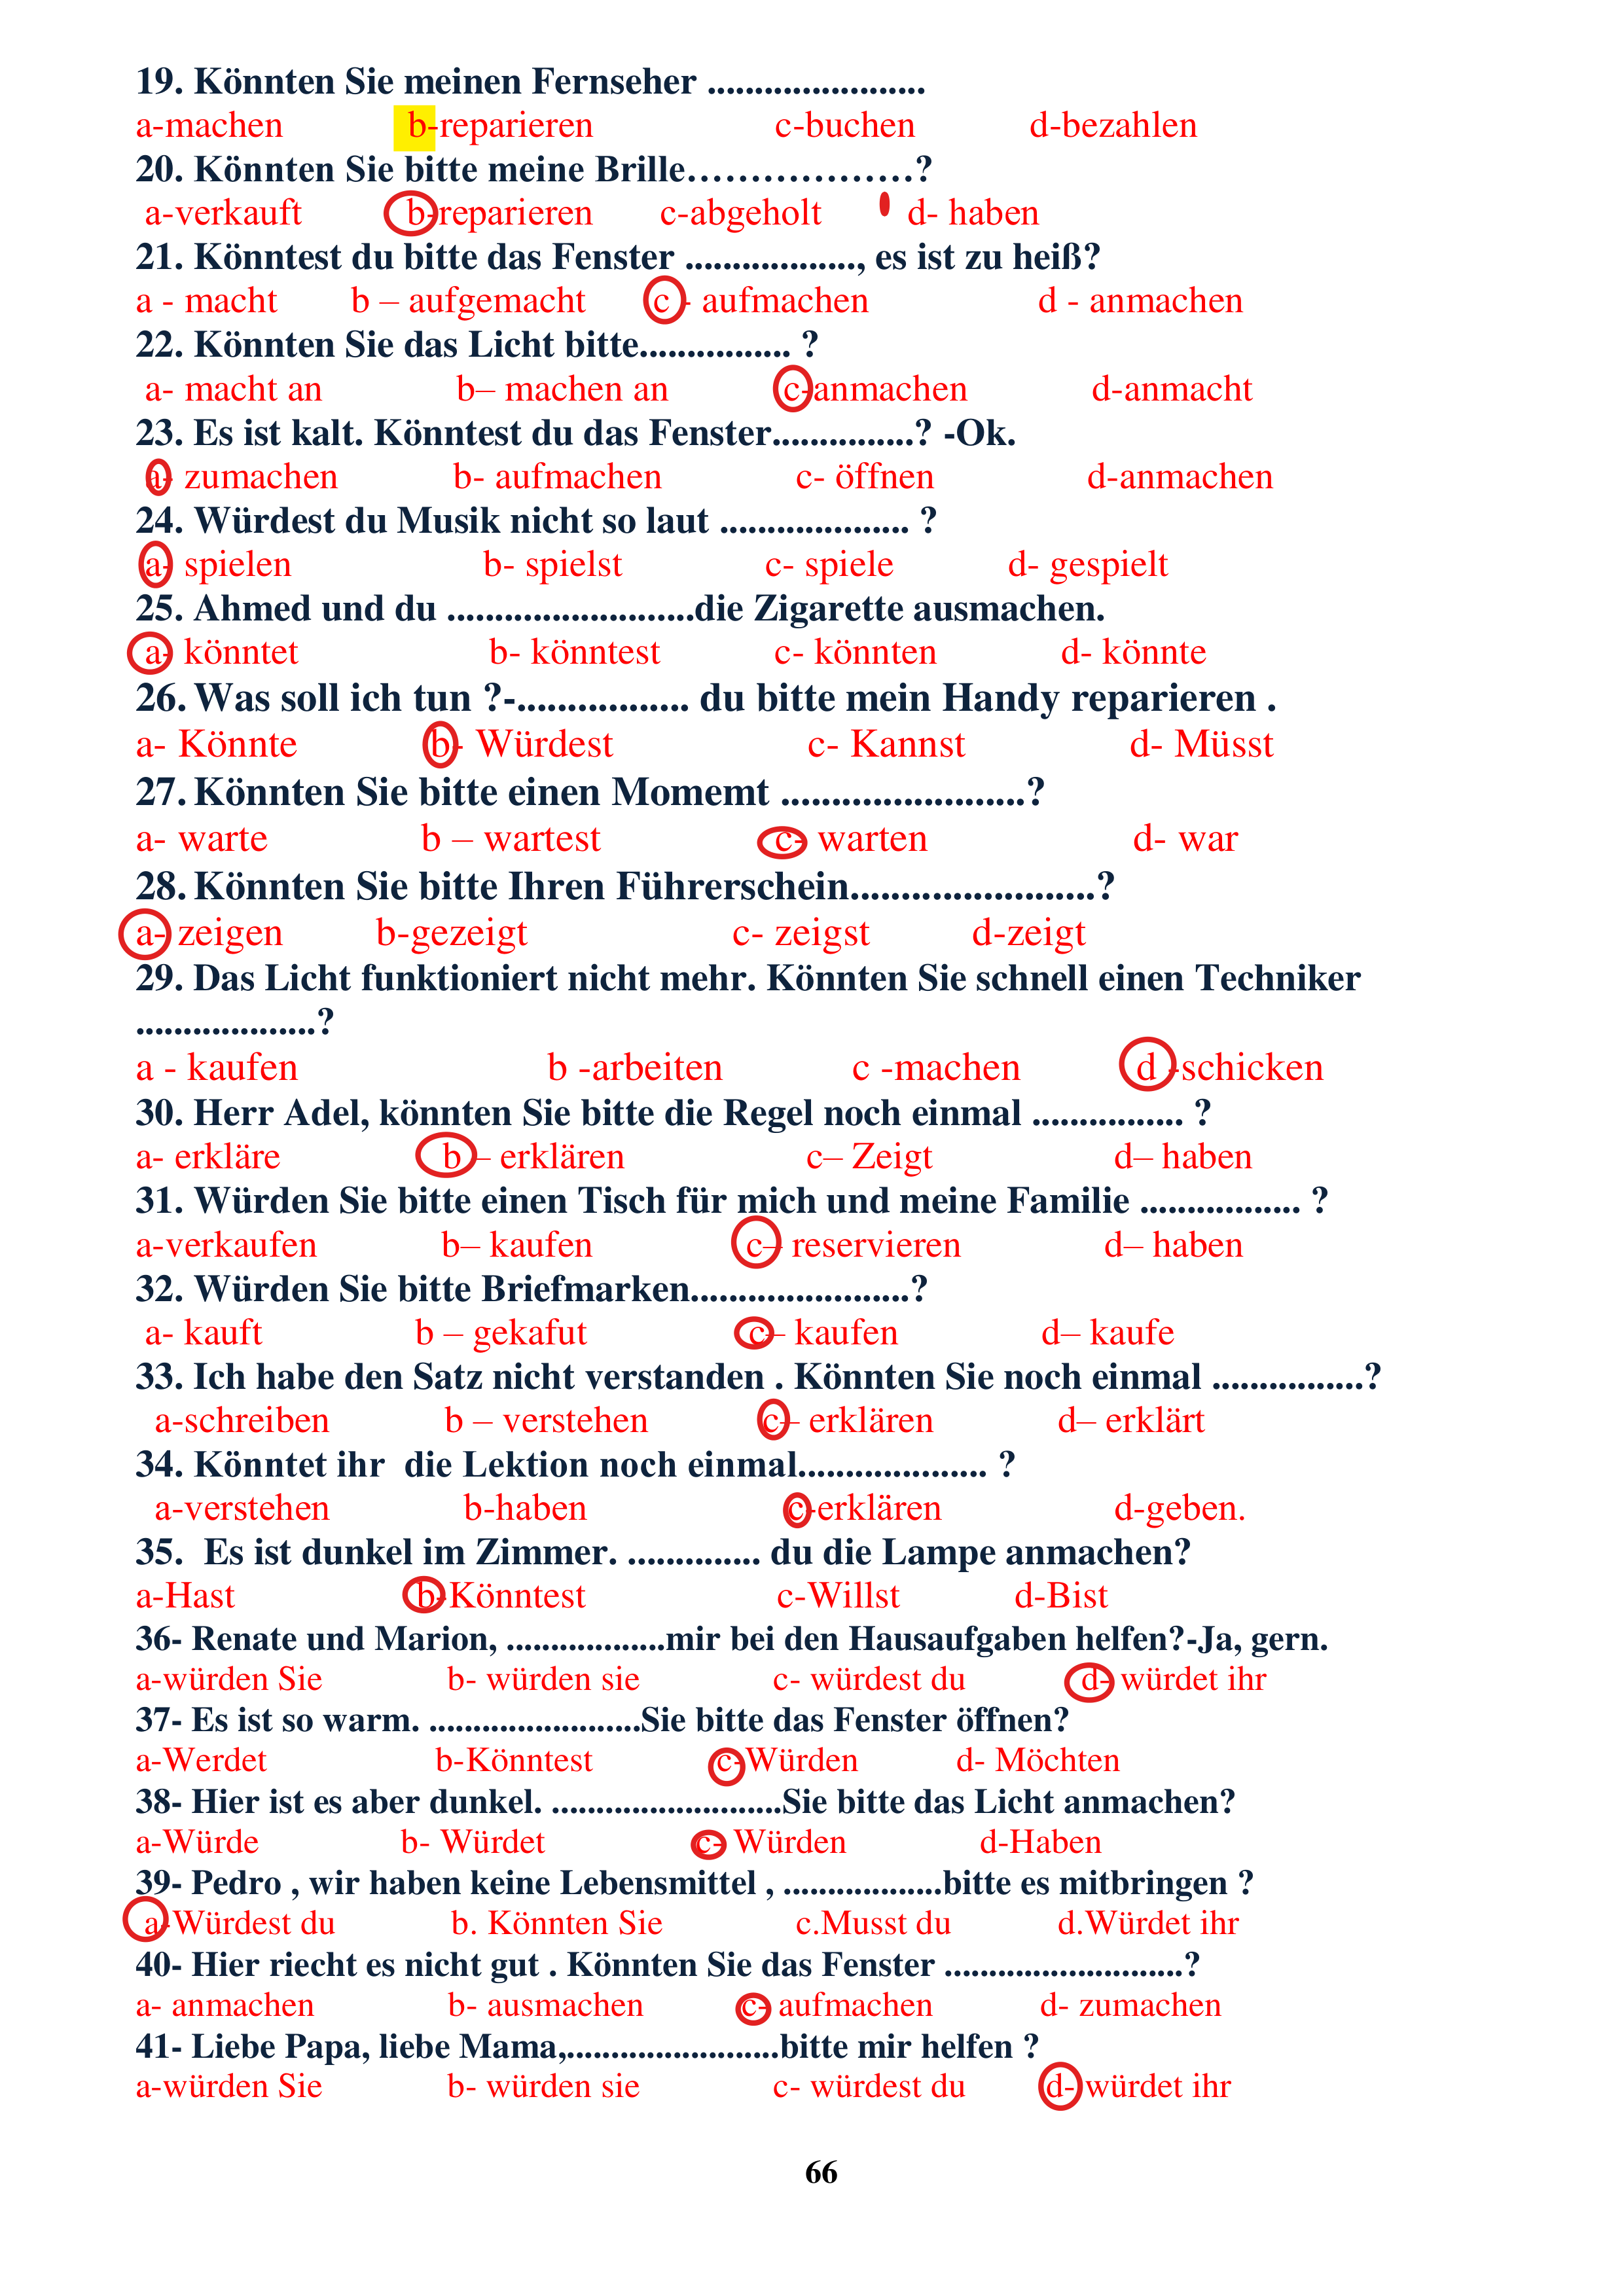 19. Könnten Sie meinen Fernseher .......................
a-machen b-reparieren c-buchen d-bezahlen
20. Könnten Sie bitte meine Brille………………?
a-verkauft b-reparieren c-abgeholt d- haben
21. Könntest du bitte das Fenster .................., es ist zu heiß?
a - macht b – aufgemacht c - aufmachen d - anmachen
22. Könnten Sie das Licht bitte................ ?
a- macht an b– machen an c-anmachen d-anmacht
23. Es ist kalt. Könntest du das Fenster...............? -Ok.
a- zumachen b- aufmachen c- öffnen d-anmachen
24. Würdest du Musik nicht so laut .................... ?
a- spielen b- spielst c- spiele d- gespielt
25. Ahmed und du ..........................die Zigarette ausmachen.
a- könntet b- könntest c- könnten d- könnte
26. Was soll ich tun ?-................. du bitte mein Handy reparieren .
a- Könnte b- Würdest c- Kannst d- Müsst
27. Könnten Sie bitte einen Momemt ........................?
a- warte b – wartest c- warten d- war
28. Könnten Sie bitte Ihren Führerschein........................?
a- zeigen b-gezeigt c- zeigst d-zeigt
29. Das Licht funktioniert nicht mehr. Könnten Sie schnell einen Techniker
...................?
a - kaufen b -arbeiten c -machen d -schicken
30. Herr Adel, könnten Sie bitte die Regel noch einmal ................ ?
a- erkläre b – erklären c– Zeigt d– haben
31. Würden Sie bitte einen Tisch für mich und meine Familie ................. ?
a-verkaufen b– kaufen c– reservieren d– haben
32. Würden Sie bitte Briefmarken.......................?
a- kauft b – gekafut c– kaufen d– kaufe
33. Ich habe den Satz nicht verstanden . Könnten Sie noch einmal ................?
a-schreiben b – verstehen c– erklären d– erklärt
34. Könntet ihr die Lektion noch einmal.................... ?
a-verstehen b-haben c-erklären d-geben.
35. Es ist dunkel im Zimmer. .............. du die Lampe anmachen?
a-Hast b-Könntest c-Willst d-Bist
36- Renate und Marion, ..................mir bei den Hausaufgaben helfen?-Ja, gern.
a-würden Sie b- würden sie c- würdest du d- würdet ihr
37- Es ist so warm. ........................Sie bitte das Fenster öffnen?
a-Werdet b-Könntest c-Würden d- Möchten
38- Hier ist es aber dunkel. ..........................Sie bitte das Licht anmachen?
a-Würde b- Würdet c- Würden d-Haben
39- Pedro , wir haben keine Lebensmittel , ..................bitte es mitbringen ?
a-Würdest du b. Könnten Sie c.Musst du d.Würdet ihr
40- Hier riecht es nicht gut . Könnten Sie das Fenster ...........................?
a- anmachen b- ausmachen c- aufmachen d- zumachen
41- Liebe Papa, liebe Mama,........................bitte mir helfen ?
a-würden Sie b- würden sie c- würdest du d- würdet ihr
66